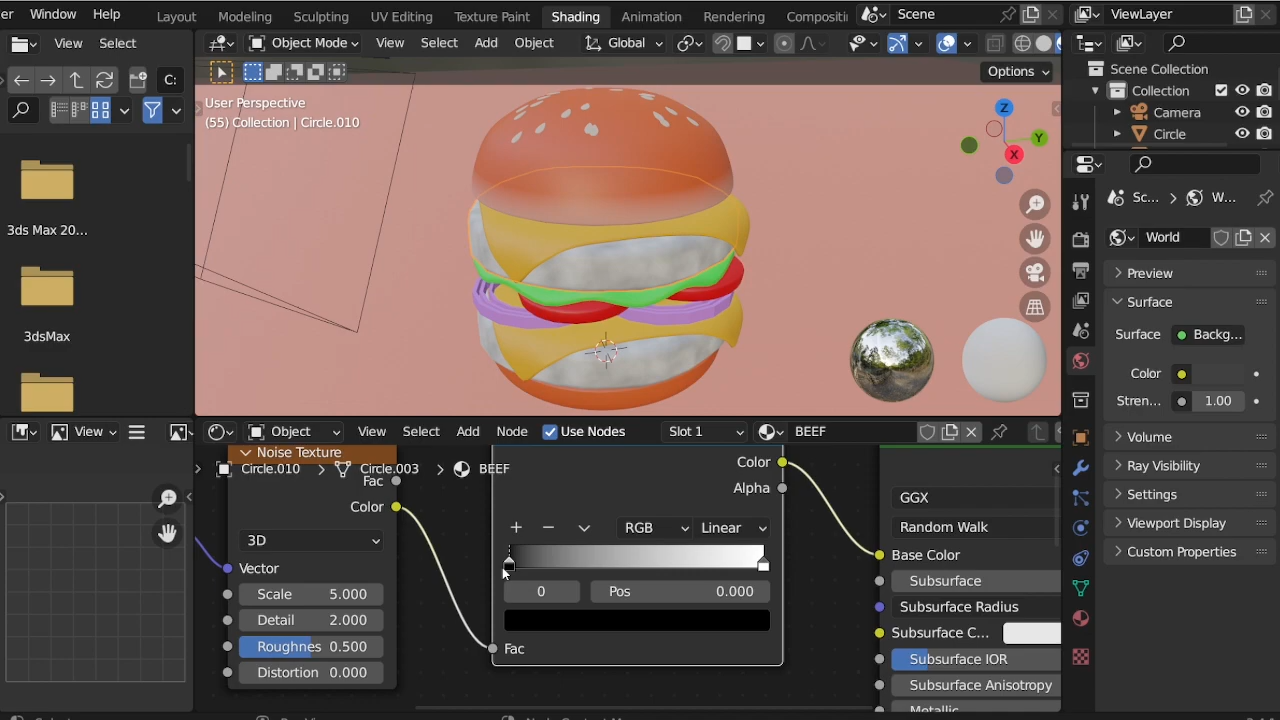 er Window Help Layout Modeling Sculpting UV Editing Texture Paint Shading Animation Rendering Compositi Scene ViewLayer
View Select Object Mode View Select Add Object Global
C: Options Scene Collection
Collection
User Perspective
(55) Collection | Circle.010
Camera
Circle
Z
Y
X
3ds Max 20...
3dsMax
Sc... W...
World
Preview
Surface
Surface Backg...
Color
Stren... 1.00
Volume
Ray Visibility
Settings
Viewport Display
Custom Properties
View Object View Select Add Node Use Nodes Slot 1 BEEF
Noise Texture
Circle.010 Circle.003 BEEF
Fac
Color
3D
Vector
Scale 5.000
Detail 2.000
Roughnes 0.500
Distortion 0.000
Color
Alpha
RGB Linear
0 Pos 0.000
Fac
GGX
Random Walk
Base Color
Subsurface
Subsurface Radius
Subsurface C...
Subsurface IOR
Subsurface Anisotropy